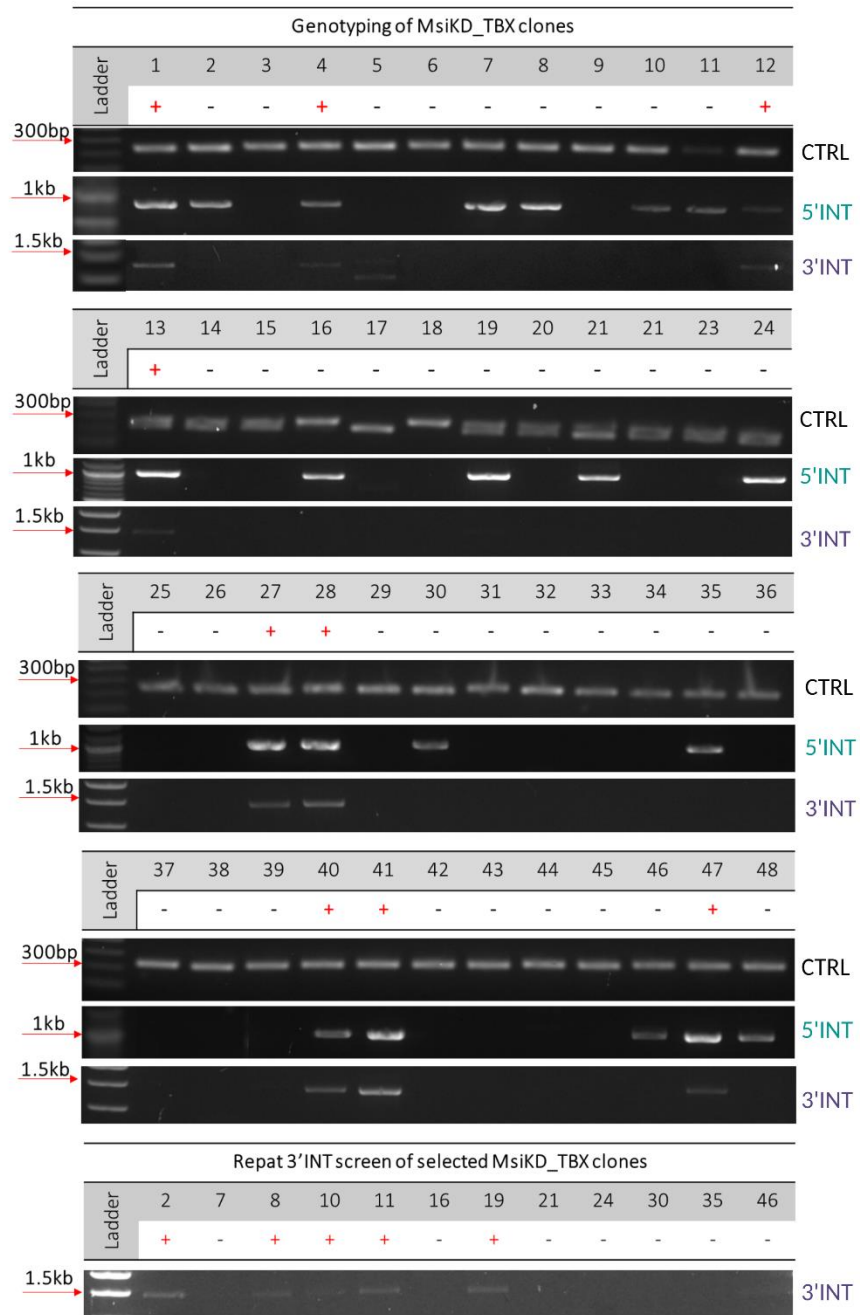 Genotyping of MsiKD_TBX clones
Ladder 1 2 3 4 5 6 7 8 9 10 11 12
+ - - + - - - - - - - +
300bp CTRL
1kb 5'INT
1.5kb 3'INT
Ladder 13 14 15 16 17 18 19 20 21 21 23 24
+ - - - - - - - - - - -
300bp CTRL
1kb 5'INT
1.5kb 3'INT
Ladder 25 26 27 28 29 30 31 32 33 34 35 36
- - + + - - - - - - - -
300bp CTRL
1kb 5'INT
1.5kb 3'INT
Ladder 37 38 39 40 41 42 43 44 45 46 47 48
- - - + + - - - - - + -
300bp CTRL
1kb 5'INT
1.5kb 3'INT
Repat 3'INT screen of selected MsiKD_TBX clones
Ladder 2 7 8 10 11 16 19 21 24 30 35 46
+ - + + + - + - - - - -
1.5kb 3'INT